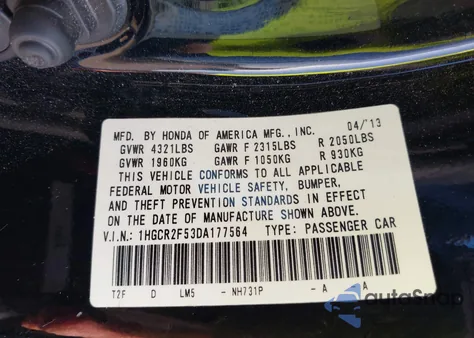 MFD. BY HONDA OF AMERICA MFG., INC. 04/13
GVWR 4321LBS GAWR F 2315LBS R 2050LBS
GVWR 1960KG GAWR F 1050KG R 930KG
THIS VEHICLE CONFORMS TO ALL APPLICABLE
FEDERAL MOTOR VEHICLE SAFETY, BUMPER,
AND THEFT PREVENTION STANDARDS IN EFFECT
ON THE DATE OF MANUFACTURE SHOWN ABOVE.
V.I.N.: 1HGCR2F53DA177564 TYPE: PASSENGER CAR
T2F D LM5 - NH731P - A A
autoSnap